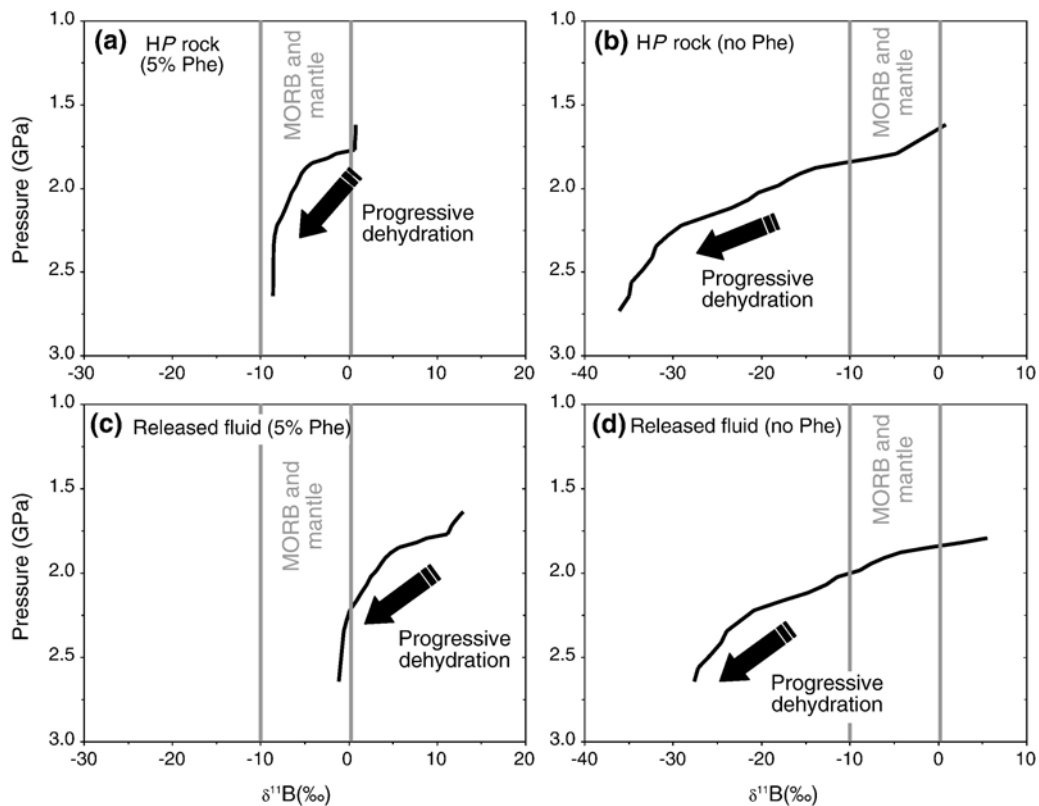 (a)
HP rock
(5% Phe)
MORB and
mantle
Progressive
dehydration
Pressure (GPa)
1.0
1.5
2.0
2.5
3.0
-30
-20
-10
0
10
20
(b)
HP rock (no Phe)
MORB and
mantle
Progressive
dehydration
1.0
1.5
2.0
2.5
3.0
-40
-30
-20
-10
0
10
(c)
Released fluid (5% Phe)
MORB and
mantle
Progressive
dehydration
Pressure (GPa)
1.0
1.5
2.0
2.5
3.0
-30
-20
-10
0
10
20
δ¹¹B(‰)
(d)
Released fluid (no Phe)
MORB and
mantle
Progressive
dehydration
1.0
1.5
2.0
2.5
3.0
-40
-30
-20
-10
0
10
δ¹¹B(‰)